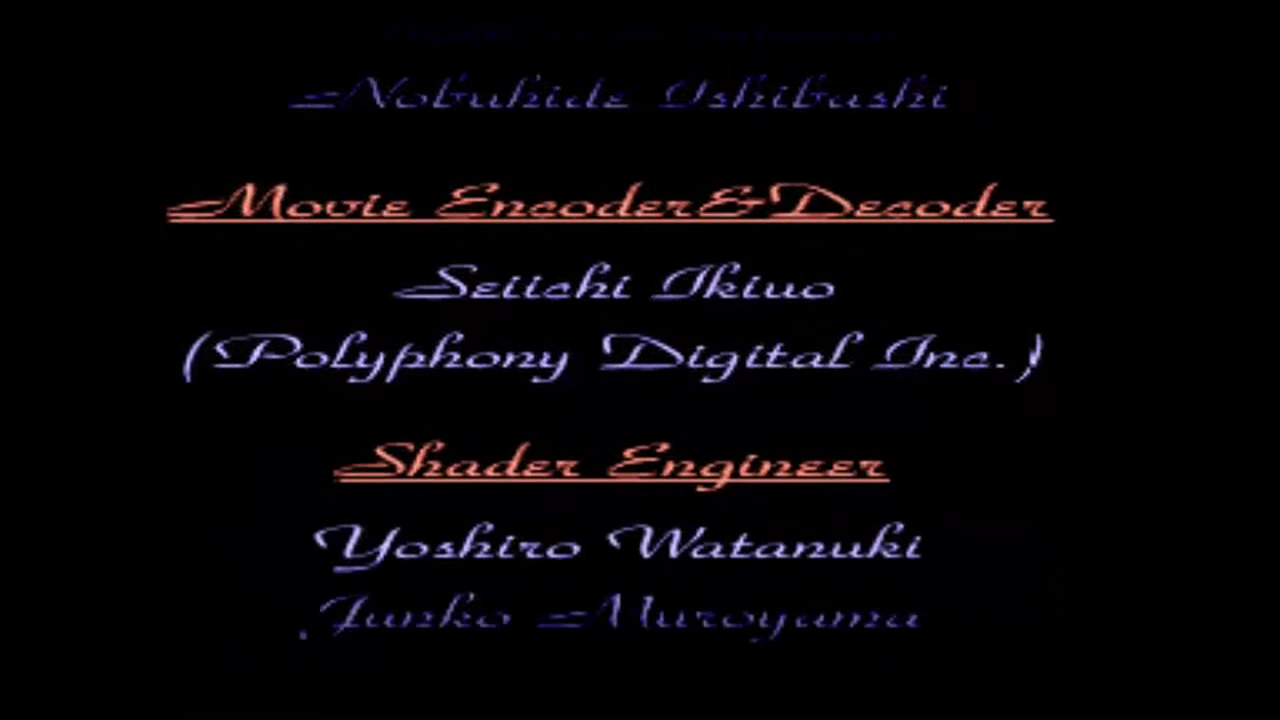 Nobuhide Ishibashi
Movie Encoder&Decoder
Seiichi Ikiuo
(Polyphony Digital Inc.)
Shader Engineer
Yoshiro Watanuki
Junko Muroyama